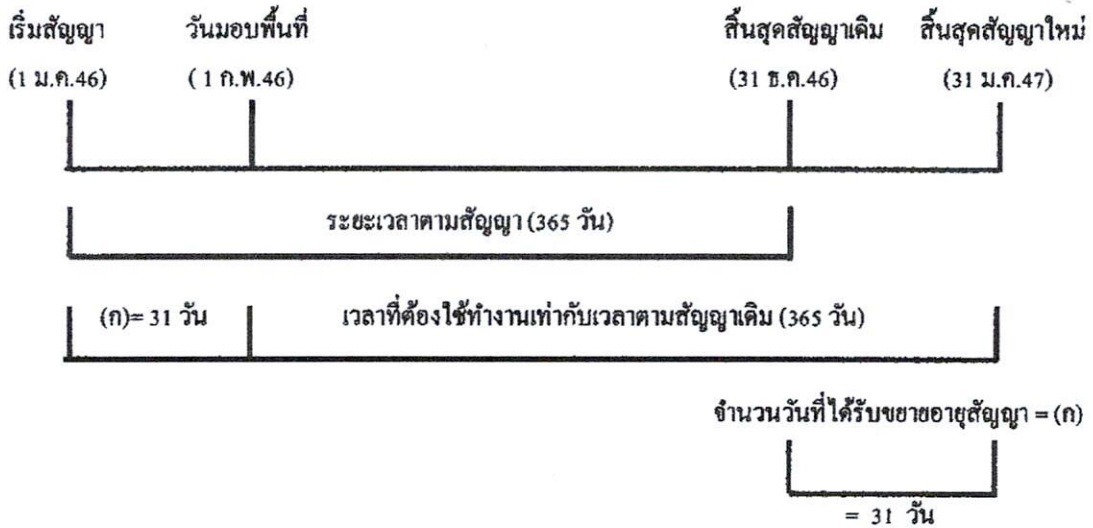 เริ่มสัญญา วันมอบพื้นที่ สิ้นสุดสัญญาเดิม สิ้นสุดสัญญาใหม่
(1 ม.ค.46) ( 1 ก.พ.46) (31 ธ.ค.46) (31 ม.ค.47)
ระยะเวลาตามสัญญา (365 วัน)
(ก)= 31 วัน เวลาที่ต้องใช้ทำงานเท่ากับเวลาตามสัญญาเดิม (365 วัน)
จำนวนวันที่ได้รับขยายอายุสัญญา = (ก)
= 31 วัน